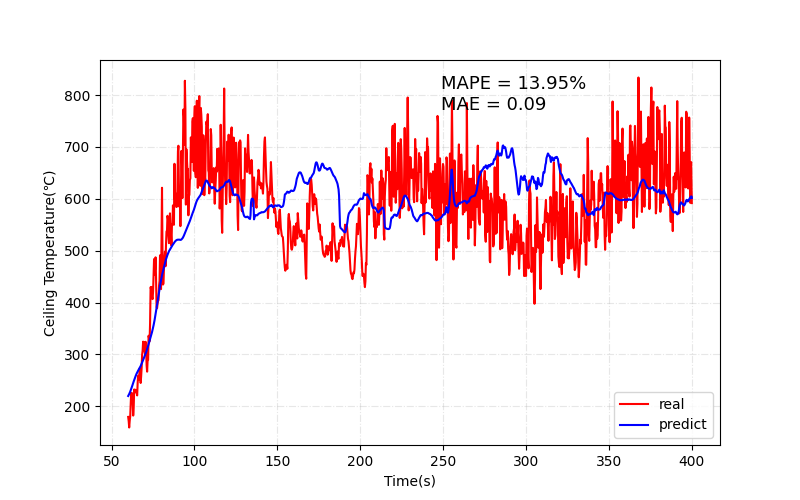 MAPE = 13.95%
MAE = 0.09
800
700
600
500
400
300
200
Ceiling Temperature(℃)
real
predict
50 100 150 200 250 300 350 400
Time(s)